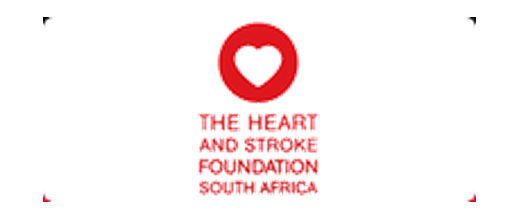 THE HEART
AND STROKE
FOUNDATION
SOUTH AFRICA